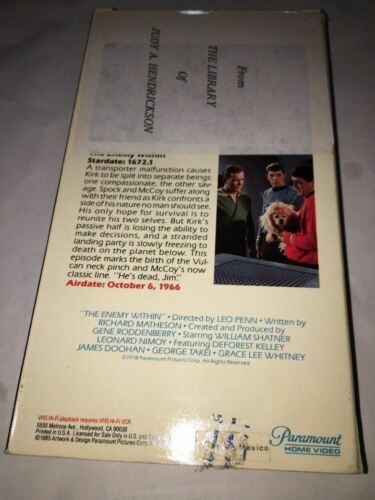 From
THE LIBRARY
Of
JUDY A. HENDRICKSON
The Enemy Within
Stardate: 1672.1
A transporter malfunction causes
Kirk to be split into separate beings:
one compassionate, the other sav-
age. Spock and McCoy suffer along
with their friend as Kirk confronts a
side of his nature no man should see.
His only hope for survival is to
reunite his two selves. But Kirk's
passive half is losing the ability to
make decisions, and a stranded
landing party is slowly freezing to
death on the planet below. This
episode marks the birth of the Vul-
can neck pinch and McCoy's now
classic line. "He's dead, Jim."
Airdate: October 6, 1966
"THE ENEMY WITHIN" • Directed by LEO PENN • Written by
RICHARD MATHESON • Created and Produced by
GENE RODDENBERRY • Starring WILLIAM SHATNER
LEONARD NIMOY • Featuring DEFOREST KELLEY
JAMES DOOHAN • GEORGE TAKEI • GRACE LEE WHITNEY
©1978 Paramount Pictures Corp. All Rights Reserved.
VHS Hi-Fi playback requires VHS Hi-Fi VCR.
5555 Melrose Ave., Hollywood, CA 90038
Printed in U.S.A. Licensed for Sale Only in U.S. and
©1985 Artwork & Design Paramount Pictures Corp.
Mexico
Paramount
HOME VIDEO